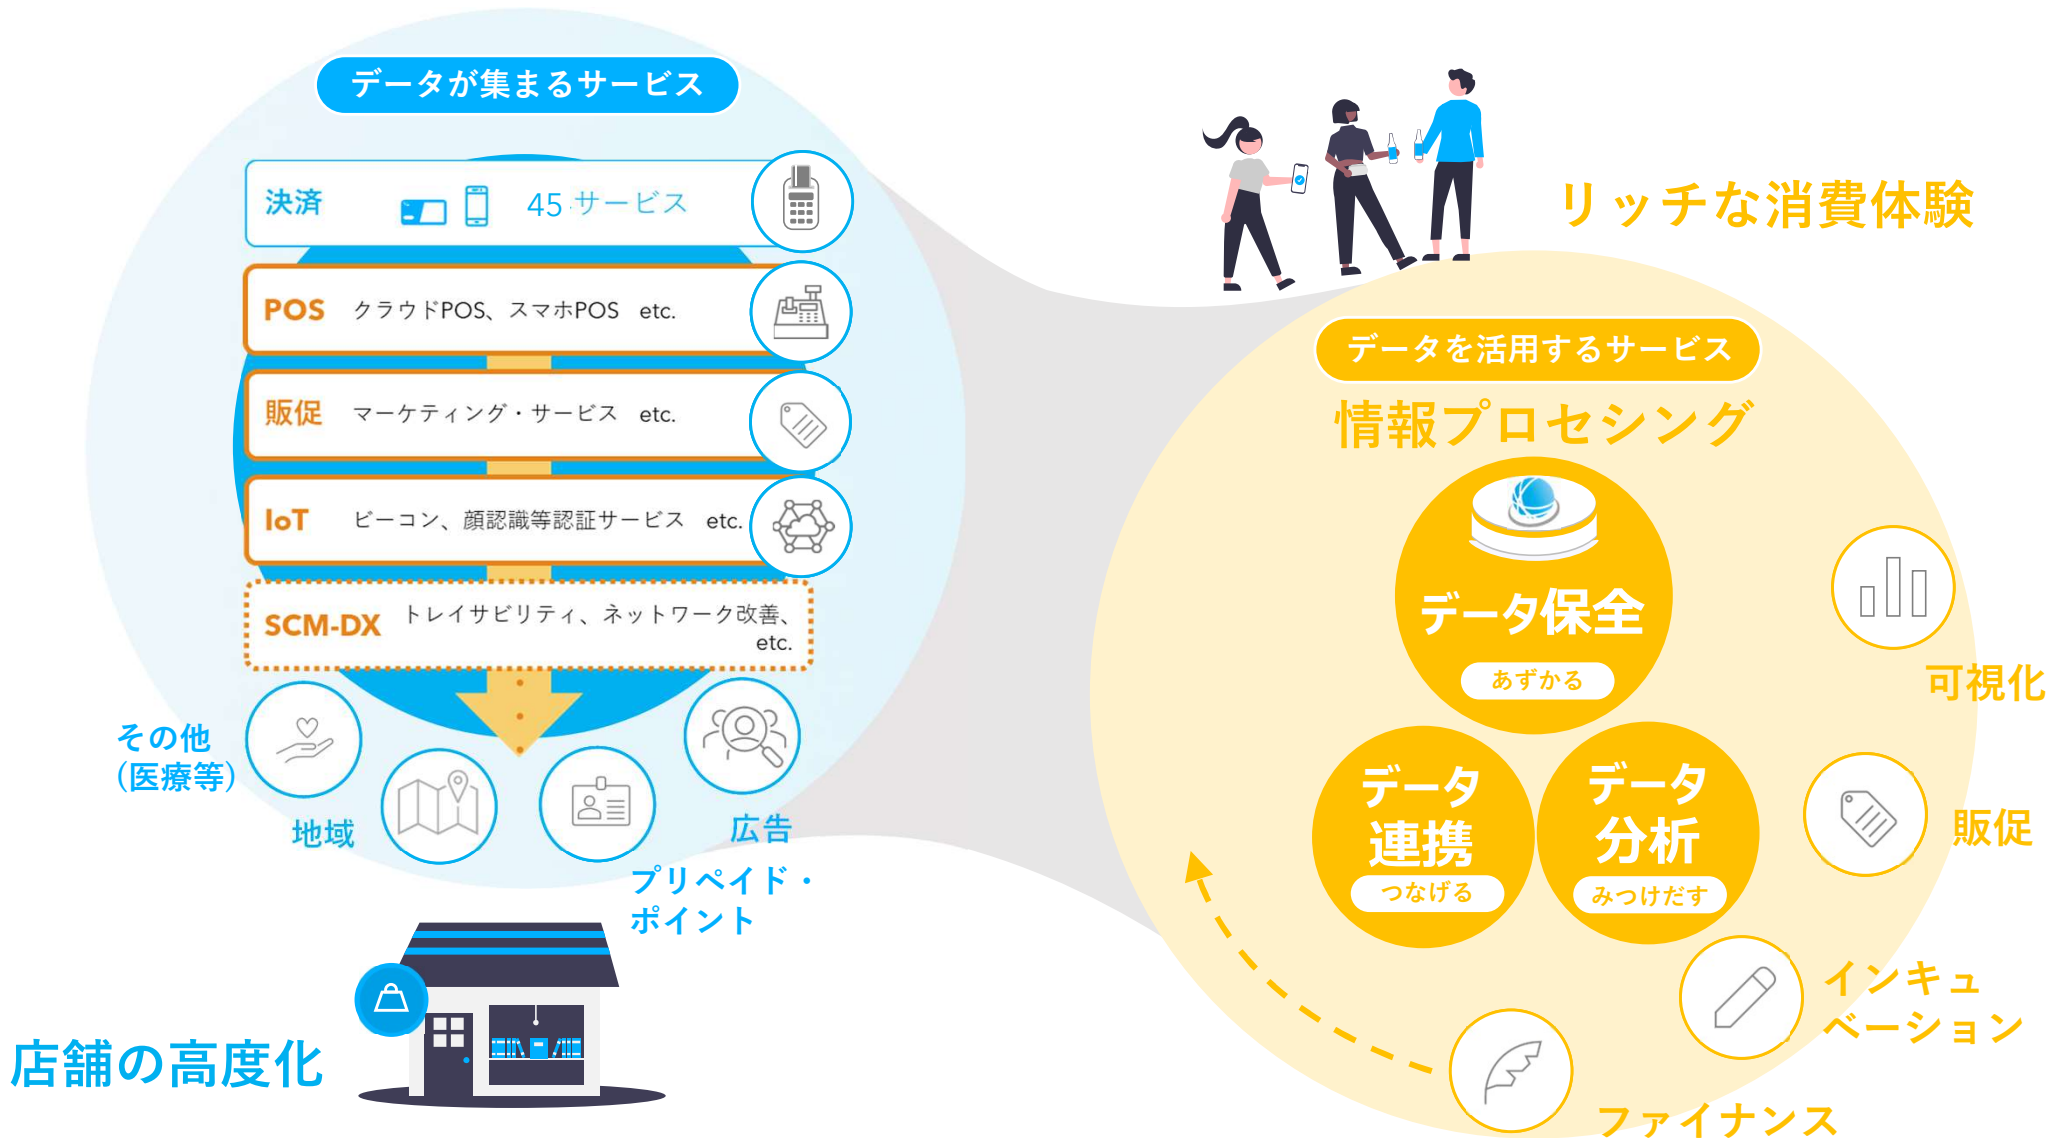 データが集まるサービス
決済 45 サービス
POS クラウドPOS、スマホPOS etc.
販促 マーケティング・サービス etc.
IoT ビーコン、顔認識等認証サービス etc.
SCM-DX トレイサビリティ、ネットワーク改善、
etc.
その他
(医療等)
地域
広告
プリペイド・
ポイント
店舗の高度化
リッチな消費体験
データを活用するサービス
情報プロセシング
データ保全
あずかる
データ
連携
つなげる
データ
分析
みつけだす
可視化
販促
インキュ
ベーション
ファイナンス